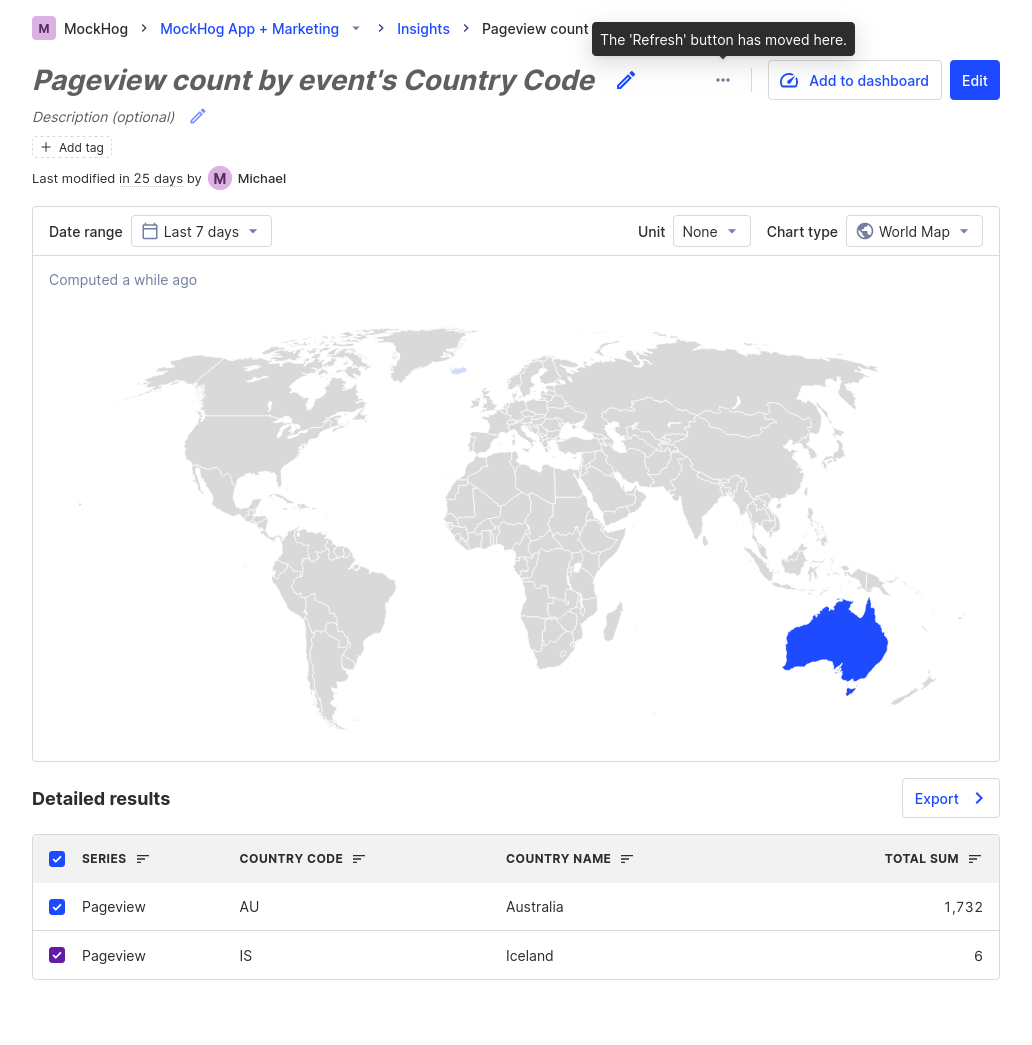 M MockHog MockHog App + Marketing Insights Pageview count
The 'Refresh' button has moved here.
Pageview count by event's Country Code
Add to dashboard
Edit
Description (optional)
Add tag
Last modified in 25 days by M Michael
Date range Last 7 days Unit None Chart type World Map
Computed a while ago
Detailed results
Export
SERIES COUNTRY CODE COUNTRY NAME TOTAL SUM
Pageview AU Australia 1,732
Pageview IS Iceland 6